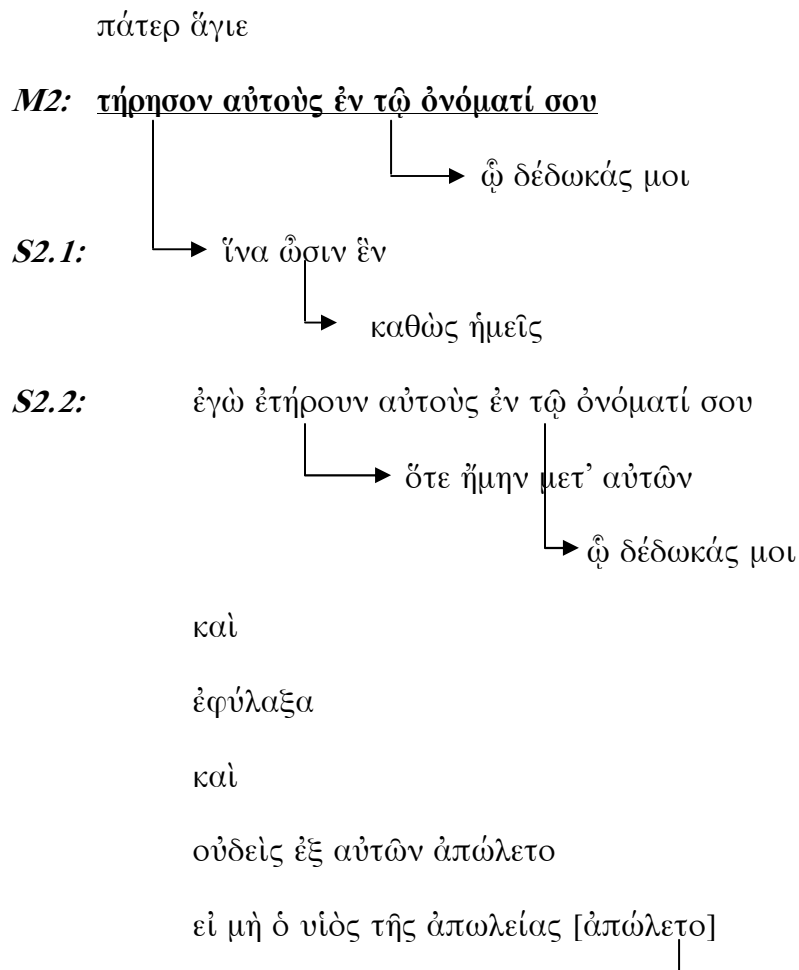 πάτερ ἅγιε
M2: τήρησον αὐτοὺς ἐν τῷ ὀνόματί σου
ᾧ δέδωκάς μοι
S2.1: ἵνα ὦσιν ἓν
καθὼς ἡμεῖς
S2.2: ἐγὼ ἐτήρουν αὐτοὺς ἐν τῷ ὀνόματί σου
ὅτε ἤμην μετ' αὐτῶν
ᾧ δέδωκάς μοι
καὶ
ἐφύλαξα
καὶ
οὐδεὶς ἐξ αὐτῶν ἀπώλετο
εἰ μὴ ὁ υἱὸς τῆς ἀπωλείας [ἀπώλετο]